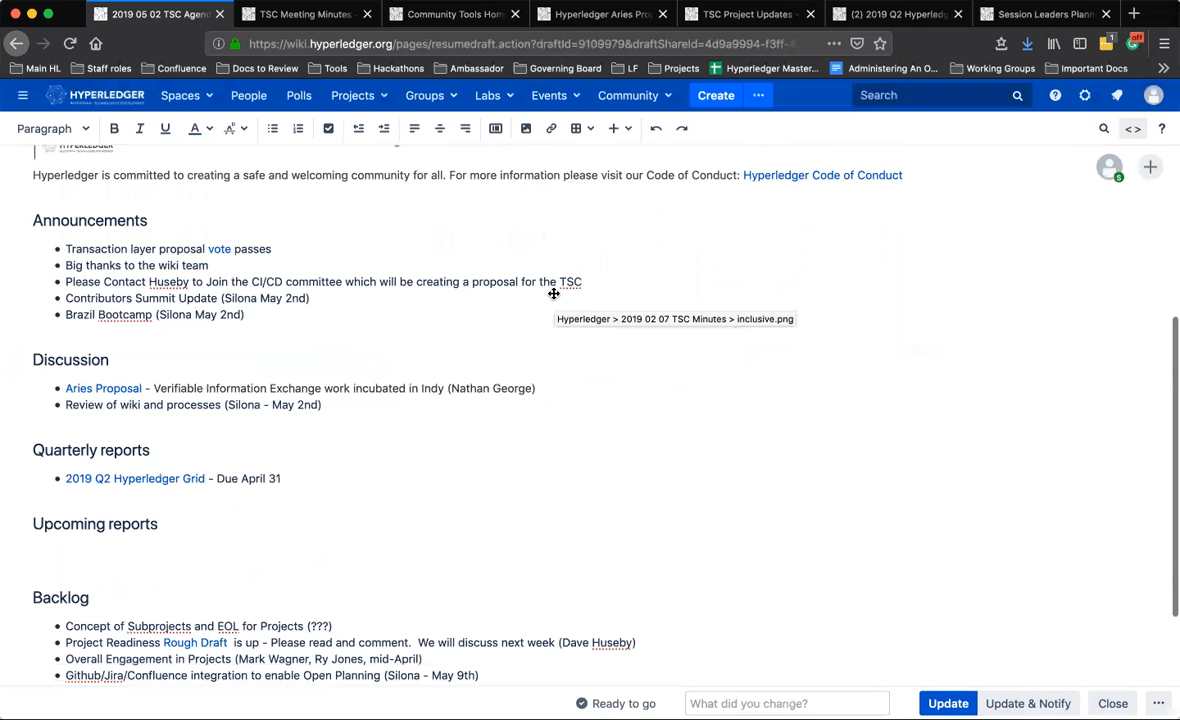 2019 05 02 TSC Agend
TSC Meeting Minutes -
Community Tools Hom
Hyperledger Aries Pro
TSC Project Updates -
(2) 2019 Q2 Hyperledg
Session Leaders Plann
https://wiki.hyperledger.org/pages/resumedraft.action?draftId=9109979&draftShareId=4d9a9994-f3ff-4
1
off
Main HL
Staff roles
Confluence
Docs to Review
Tools
Hackathons
Ambassador
Governing Board
LF
Projects
Hyperledger Master...
Administing An O...
Working Groups
Important Docs
HYPERLEDGER
Spaces
People
Polls
Projects
Groups
Labs
Events
Community
Create
Search
Paragraph
B I U A
Hyperledger is committed to creating a safe and welcoming community for all. For more information please visit our Code of Conduct: Hyperledger Code of Conduct
S
Announcements
• Transaction layer proposal vote passes
• Big thanks to the wiki team
• Please Contact Huseby to Join the CI/CD committee which will be creating a proposal for the TSC
• Contributors Summit Update (Silona May 2nd)
• Brazil Bootcamp (Silona May 2nd)
Hyperledger > 2019 02 07 TSC Minutes > inclusive.png
Discussion
• Aries Proposal - Verifiable Information Exchange work incubated in Indy (Nathan George)
• Review of wiki and processes (Silona - May 2nd)
Quarterly reports
• 2019 Q2 Hyperledger Grid - Due April 31
Upcoming reports
Backlog
• Concept of Subprojects and EOL for Projects (???)
• Project Readiness Rough Draft is up - Please read and comment. We will discuss next week (Dave Huseby)
• Overall Engagement in Projects (Mark Wagner, Ry Jones, mid-April)
• Github/Jira/Confluence integration to enable Open Planning (Silona - May 9th)
Ready to go
What did you change?
Update
Update & Notify
Close